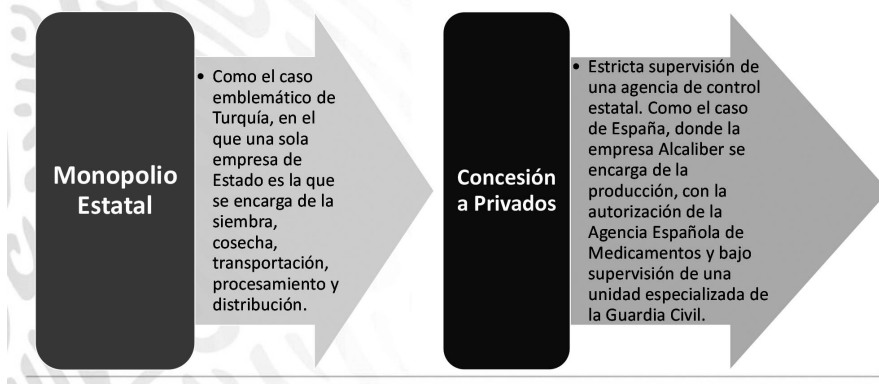 Monopolio
Estatal
• Como el caso
emblemático de
Turquía, en el
que una sola
empresa de
Estado es la que
se encarga de la
siembra,
cosecha,
transportación,
procesamiento y
distribución.
Concesión
a Privados
• Estricta supervisión de
una agencia de control
estatal. Como el caso
de España, donde la
empresa Alcaliber se
encarga de la
producción, con la
autorización de la
Agencia Española de
Medicamentos y bajo
supervisión de una
unidad especializada de
la Guardia Civil.